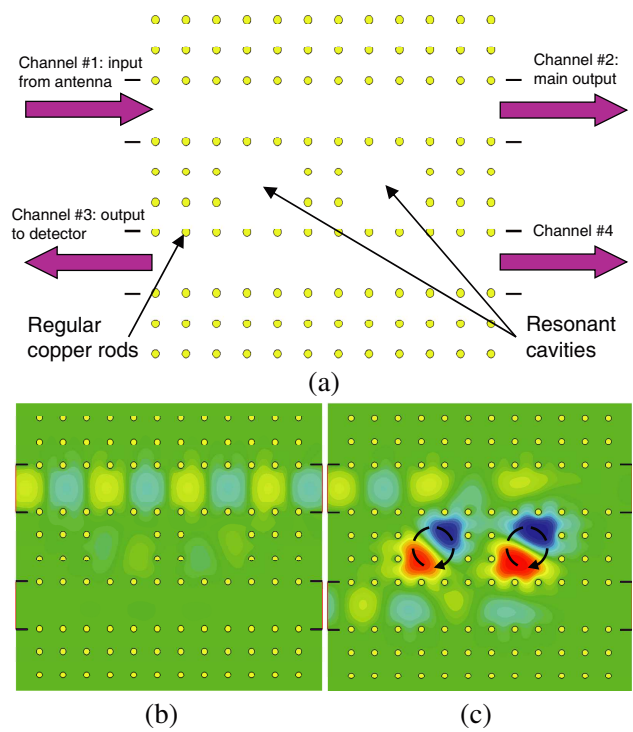 Channel #1: input
from antenna
Channel #2:
main output
Channel #3: output
to detector
Channel #4
Regular
copper rods
Resonant
cavities
(a)
(b)
(c)